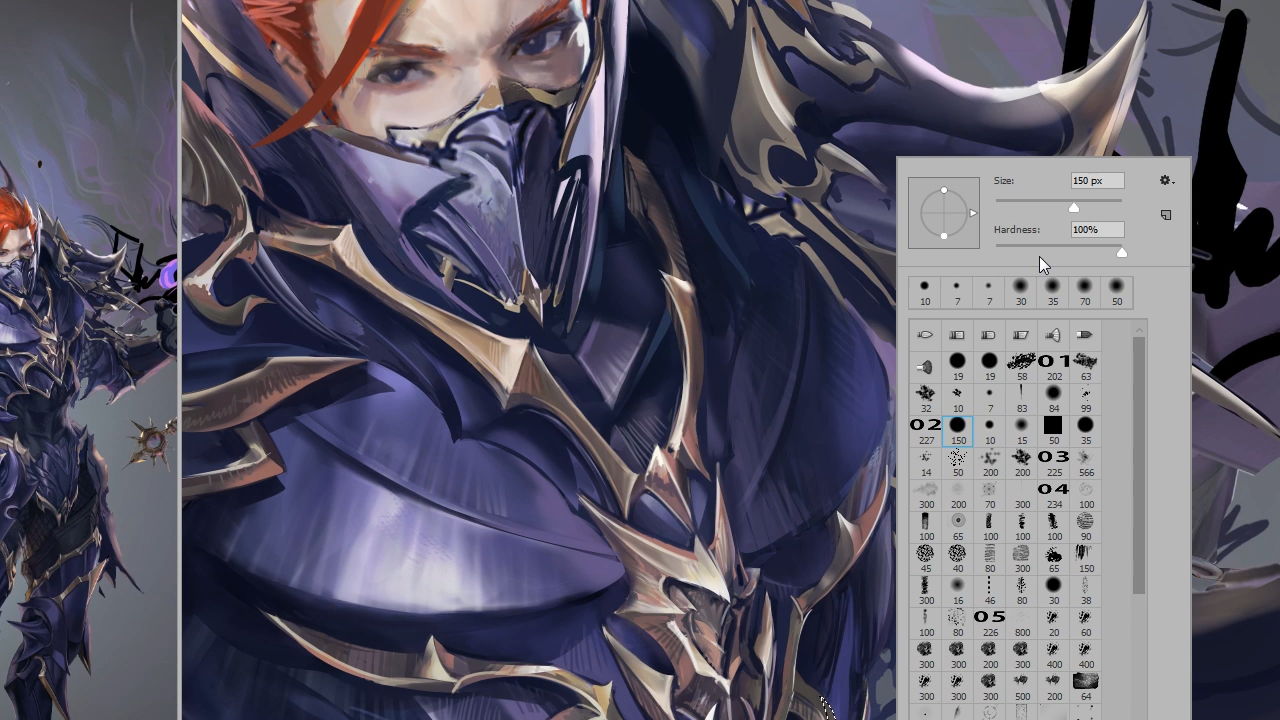 Size: 150 px
Hardness: 100%
10 7 7 30 35 70 50
01
19 19 58 202 63
32 10 7 83 84 99
02
227 150 10 15 50 35
03
14 50 200 200 225 566
04
300 200 70 300 234 100
100 65 100 100 100 90
45 40 80 300 65 150
300 16 46 80 30 38
05
100 80 226 800 20 60
300 300 200 300 400 400
300 300 300 500 200 64